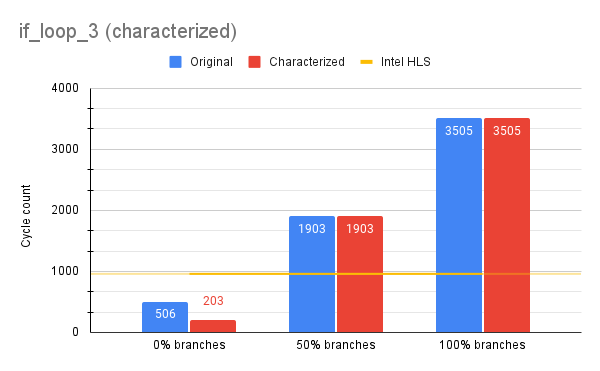 if_loop_3 (characterized)
Original Characterized Intel HLS
Cycle count
4000
3000
2000
1000
0
506
203
1903
1903
3505
3505
0% branches 50% branches 100% branches